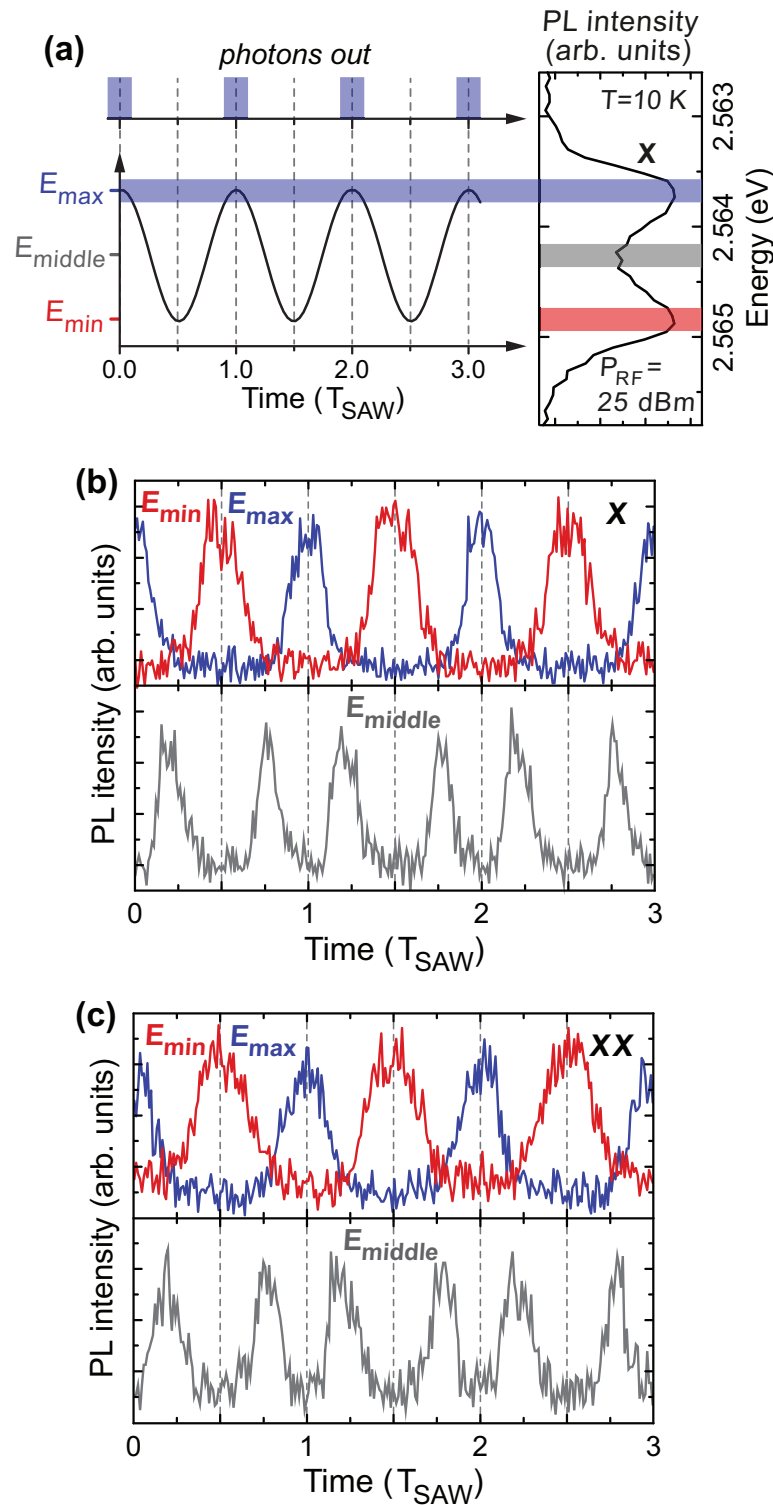 (a)
photons out
PL intensity
(arb. units)
T=10 K
X
2.563
2.564
2.565
Energy (eV)
E_max
E_middle
E_min
P_RF =
25 dBm
0.0 1.0 2.0 3.0
Time (T_SAW)
(b)
E_min E_max X
PL itensity (arb. units)
E_middle
0 1 2 3
Time (T_SAW)
(c)
E_min E_max XX
PL intensity (arb. units)
E_middle
0 1 2 3
Time (T_SAW)